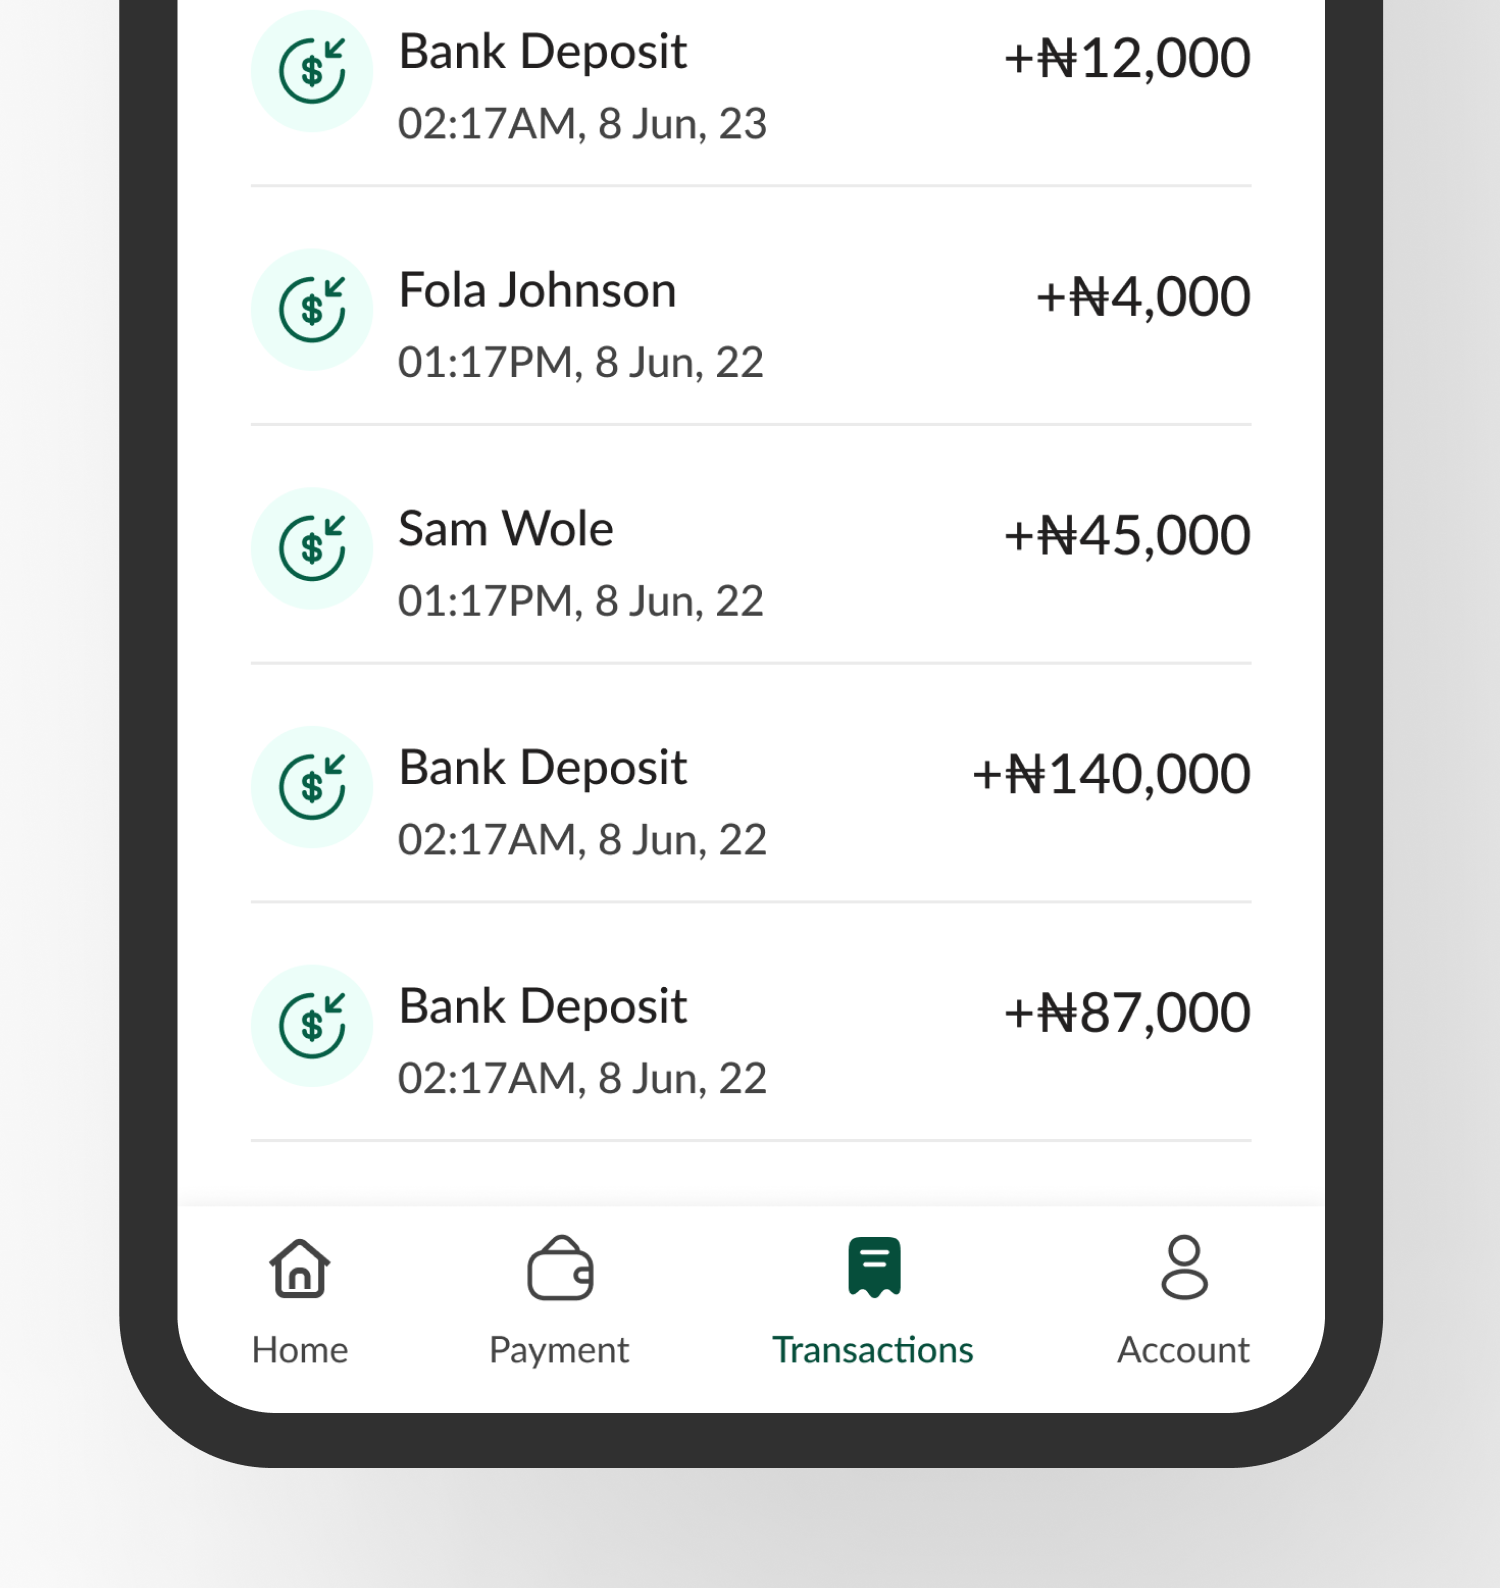 Bank Deposit
+₦12,000
02:17AM, 8 Jun, 23
Fola Johnson
+₦4,000
01:17PM, 8 Jun, 22
Sam Wole
+₦45,000
01:17PM, 8 Jun, 22
Bank Deposit
+₦140,000
02:17AM, 8 Jun, 22
Bank Deposit
+₦87,000
02:17AM, 8 Jun, 22
Home Payment Transactions Account